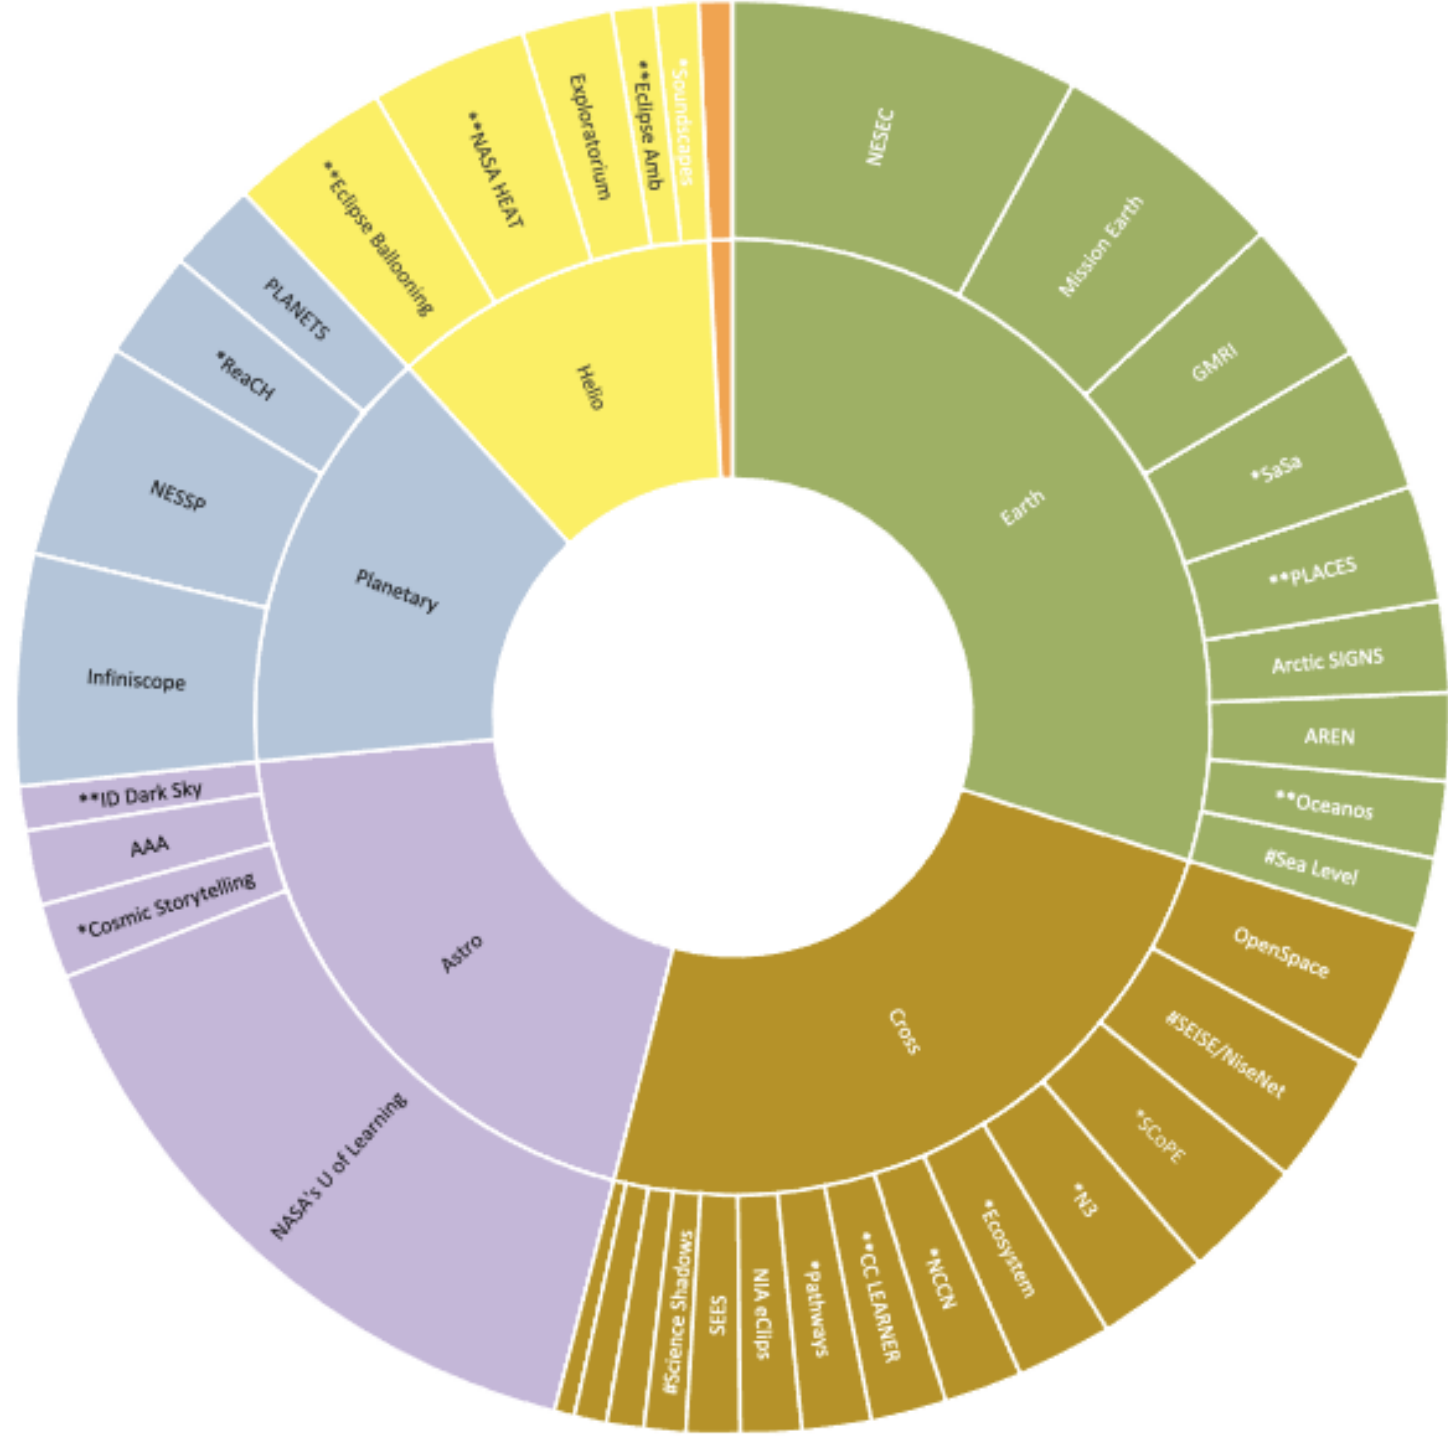 NESEC
Mission Earth
GMRI
*SaSa
**PLACES
Arctic SIGNS
AREN
**Oceanos
#Sea Level
Earth
OpenSpace
#SEISE/NiseNet
*SCoPE
*N3
*Ecosystem
*NCCN
**CC LEARNER
*Pathways
NIA eClips
SEES
#Science Shadows
Cross
NASA's U of Learning
*Cosmic Storytelling
AAA
**ID Dark Sky
Astro
Infiniscope
NESSP
*ReaCH
PLANETS
Planetary
**Eclipse Ballooning
**NASA HEAT
Exploratorium
**Eclipse Amb
*Soundscapes
Helio